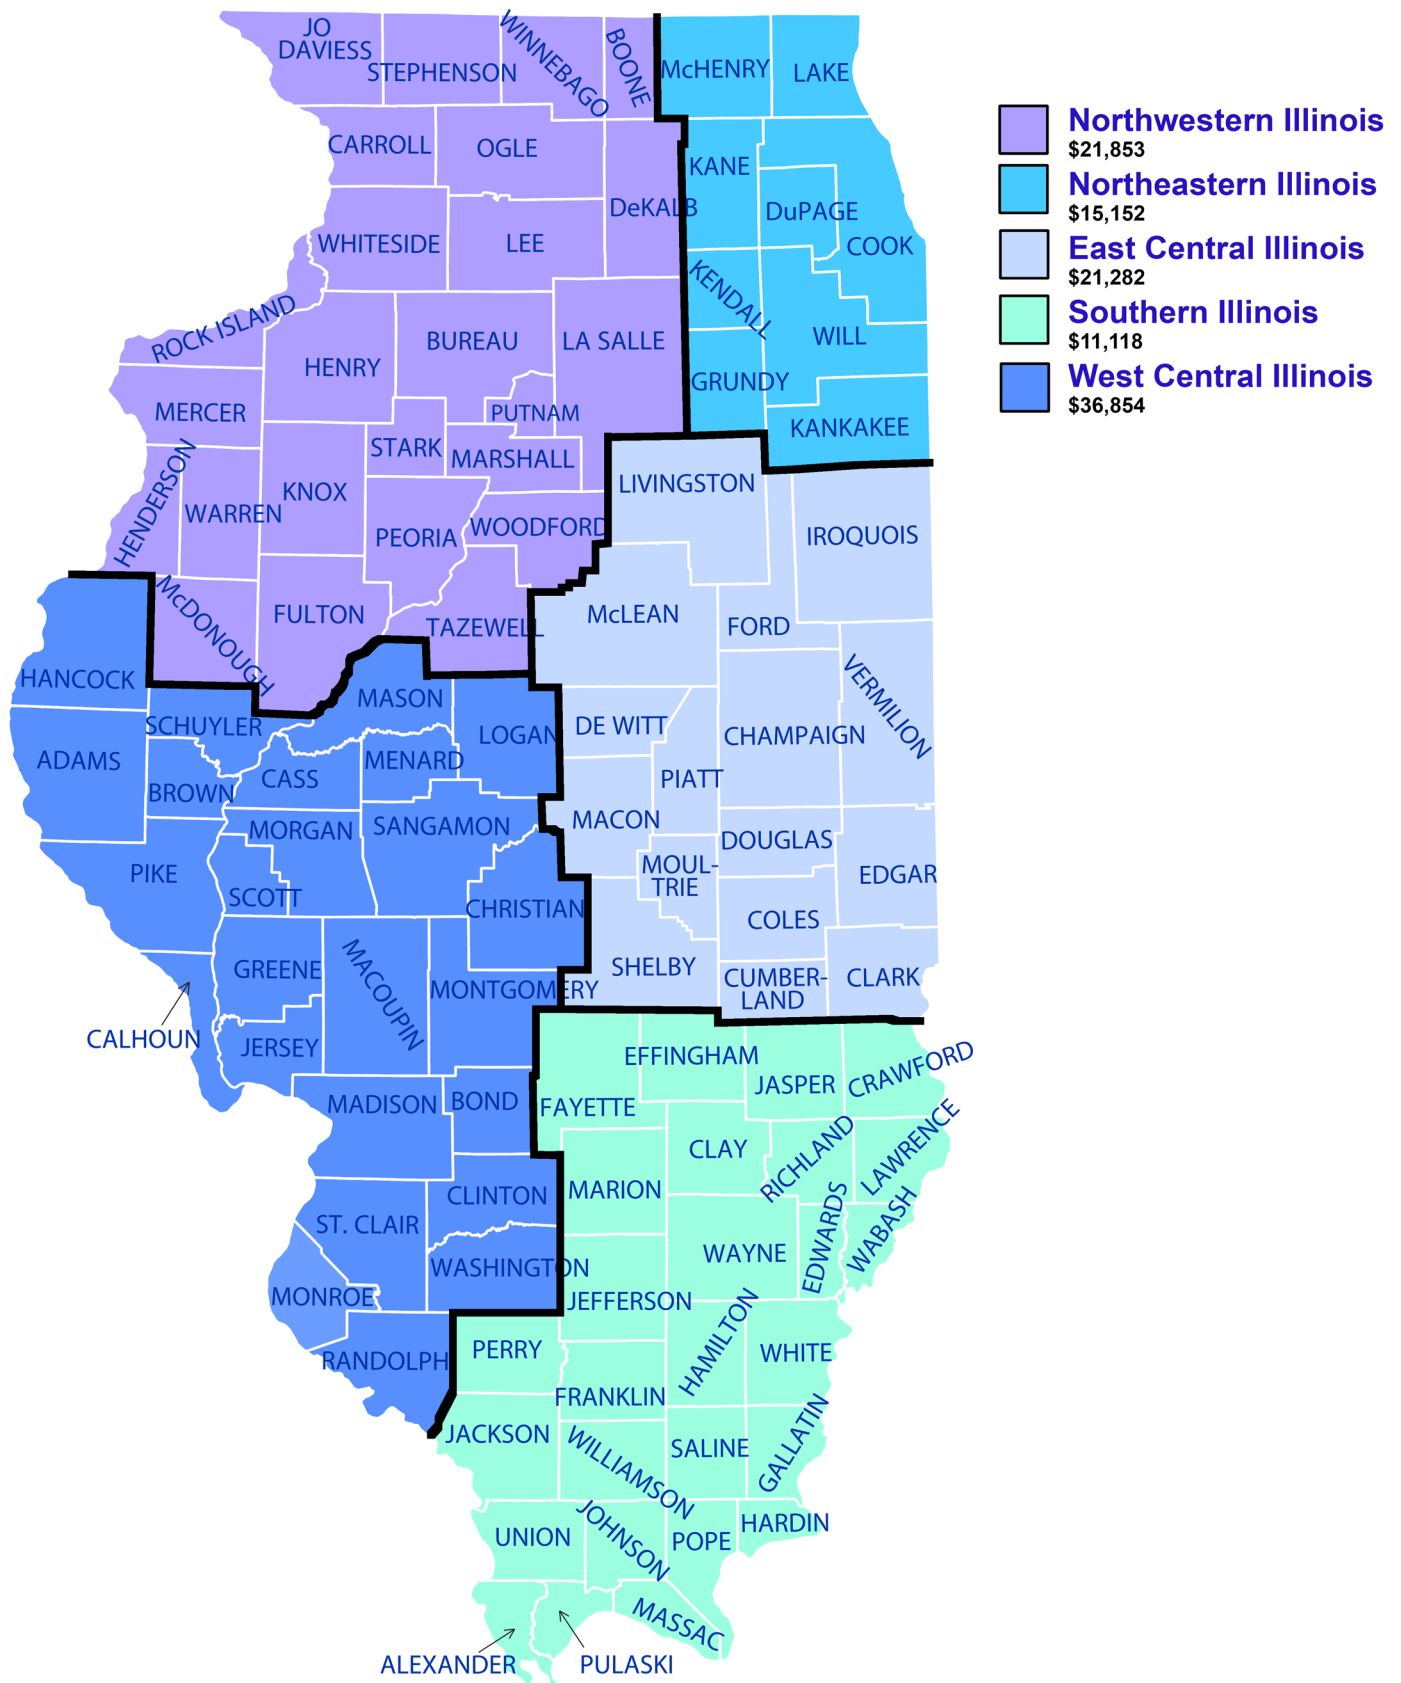 JO
DAVIESS
STEPHENSON
WINNEBAGO
BOONE
McHENRY
LAKE
Northwestern Illinois
$21,853
Northeastern Illinois
$15,152
East Central Illinois
$21,282
Southern Illinois
$11,118
West Central Illinois
$36,854
CARROLL
OGLE
DeKALB
KANE
DuPAGE
COOK
WHITESIDE
LEE
KENDALL
WILL
ROCK ISLAND
HENRY
BUREAU
LA SALLE
GRUNDY
KANKAKEE
MERCER
PUTNAM
STARK
MARSHALL
HENDERSON
WARREN
KNOX
PEORIA
WOODFORD
LIVINGSTON
IROQUOIS
McDONOUGH
FULTON
TAZEWELL
McLEAN
FORD
VERMILION
HANCOCK
SCHUYLER
MASON
LOGAN
DE WITT
CHAMPAIGN
ADAMS
BROWN
CASS
MENARD
PIATT
MORGAN
SANGAMON
MACON
DOUGLAS
PIKE
SCOTT
CHRISTIAN
MOUL-
TRIE
EDGAR
COLES
GREENE
MACOUPIN
MONTGOMERY
SHELBY
CUMBER-
LAND
CLARK
CALHOUN
JERSEY
EFFINGHAM
JASPER
CRAWFORD
MADISON
BOND
FAYETTE
CLAY
RICHLAND
LAWRENCE
ST. CLAIR
CLINTON
MARION
WAYNE
EDWARDS
WABASH
MONROE
WASHINGTON
JEFFERSON
HAMILTON
WHITE
RANDOLPH
PERRY
FRANKLIN
JACKSON
WILLIAMSON
SALINE
GALLATIN
UNION
JOHNSON
POPE
HARDIN
ALEXANDER
PULASKI
MASSAC